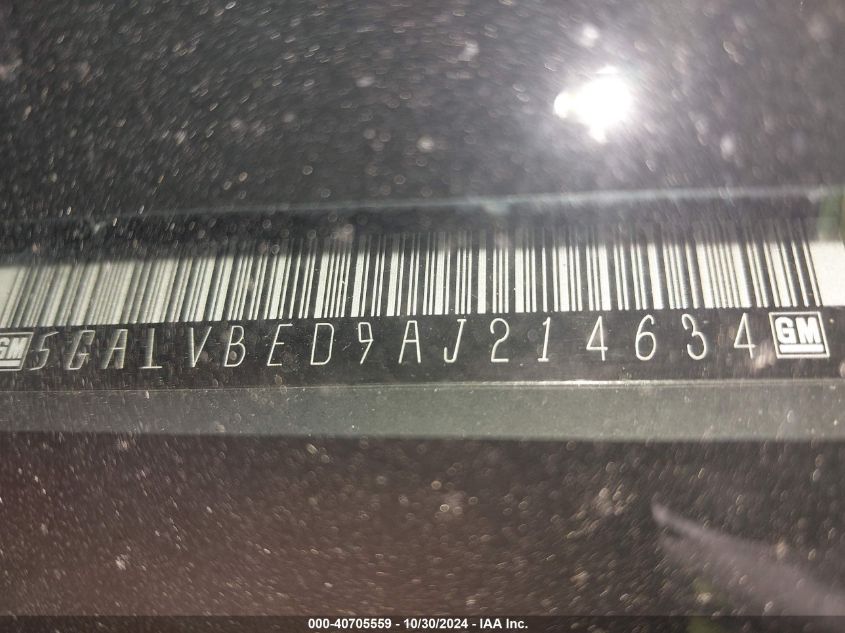 GM 5GALVBED9AJ214634 GM
000-40705559 - 10/30/2024 - IAA Inc.